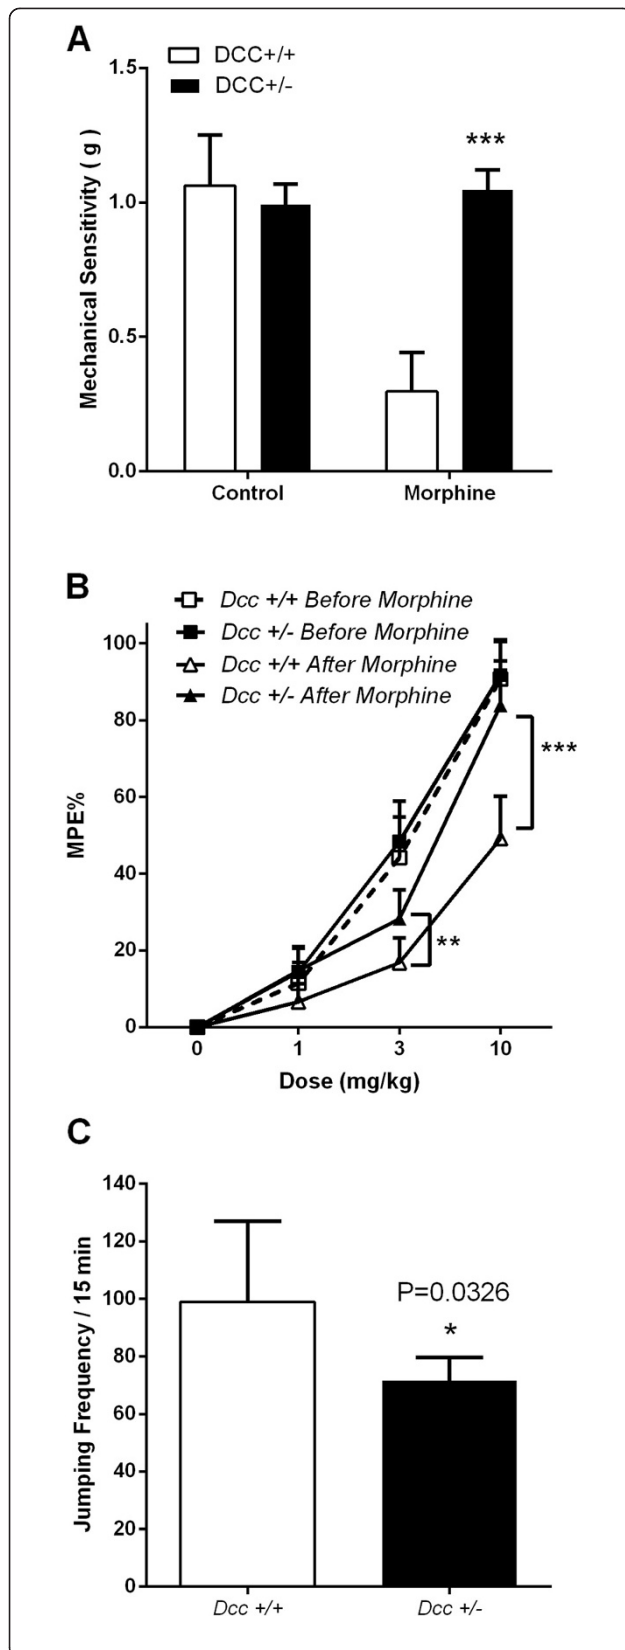 A
DCC+/+
DCC+/-
1.5
1.0
0.5
0.0
Mechanical Sensitivity ( g )
***
Control
Morphine
B
Dcc +/+ Before Morphine
Dcc +/- Before Morphine
Dcc +/+ After Morphine
Dcc +/- After Morphine
100
80
60
40
20
0
MPE%
***
**
0
1
3
10
Dose (mg/kg)
C
140
120
100
80
60
40
20
0
Jumping Frequency / 15 min
P=0.0326
*
Dcc +/+
Dcc +/-